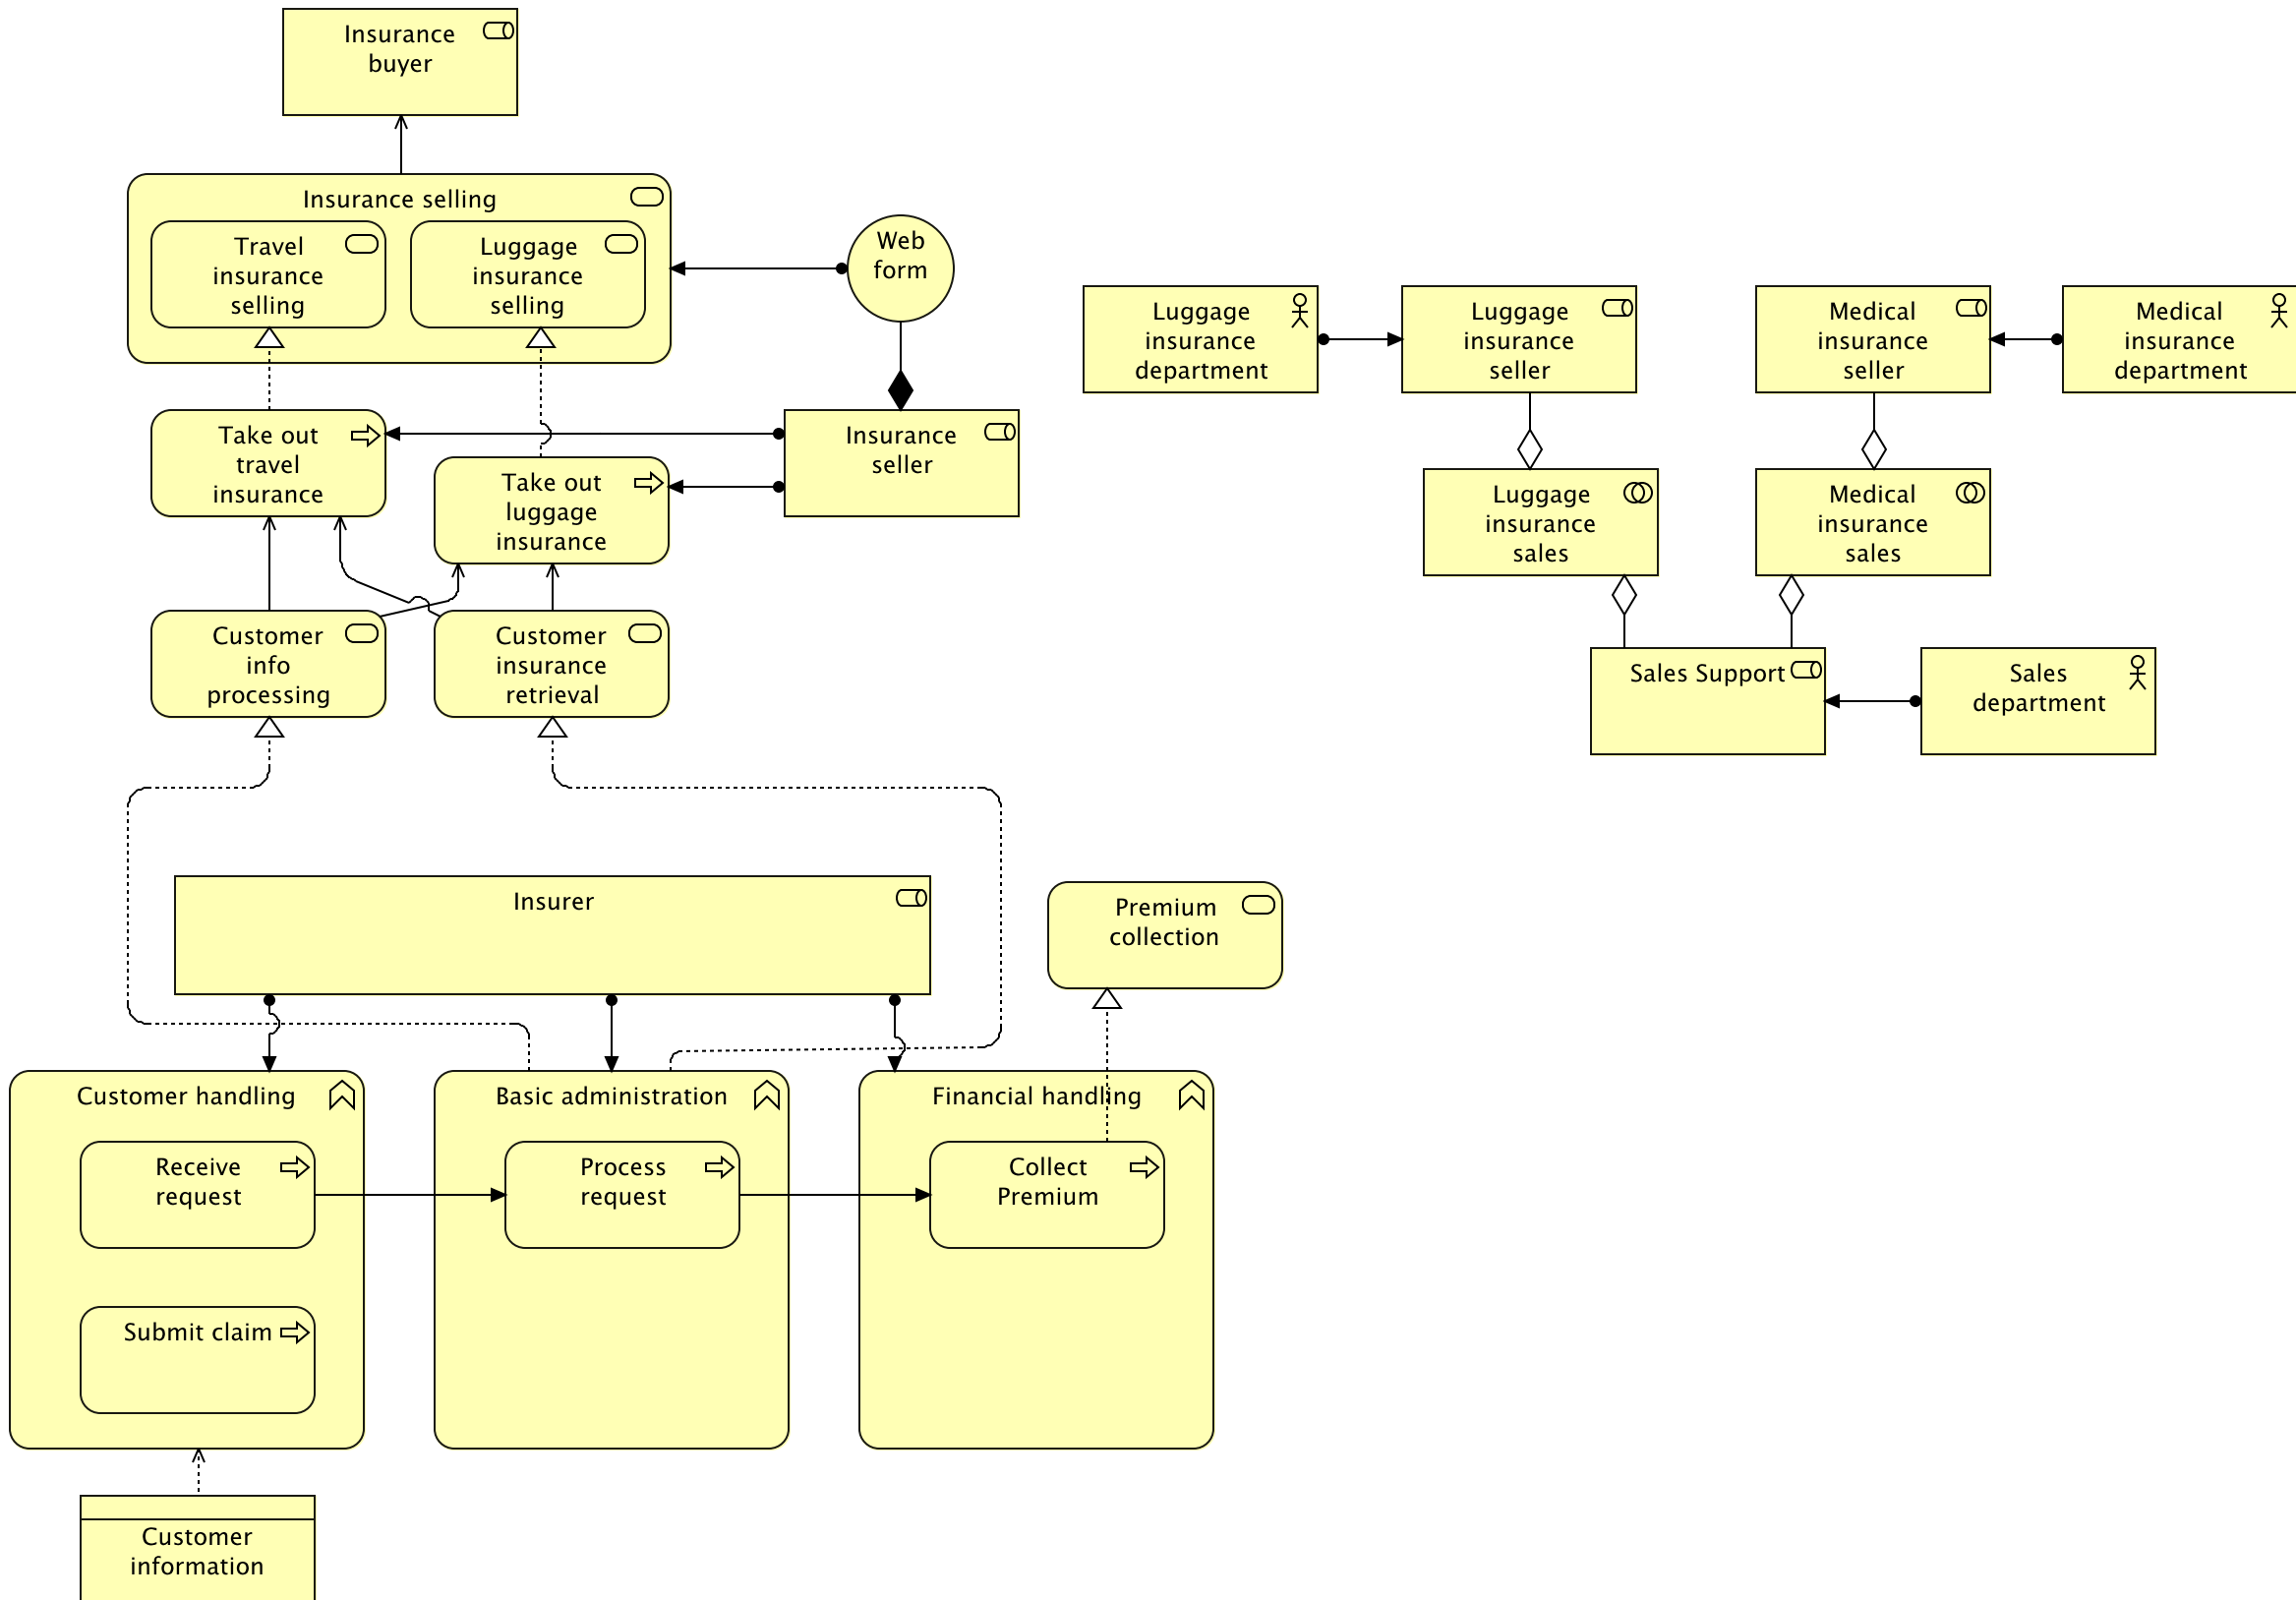 Insurance
buyer
Insurance selling
Travel
insurance
selling
Luggage
insurance
selling
Web
form
Take out
travel
insurance
Take out
luggage
insurance
Insurance
seller
Customer
info
processing
Customer
insurance
retrieval
Luggage
insurance
department
Luggage
insurance
seller
Medical
insurance
seller
Medical
insurance
department
Luggage
insurance
sales
Medical
insurance
sales
Sales Support
Sales
department
Insurer
Premium
collection
Customer handling
Receive
request
Submit claim
Basic administration
Process
request
Financial handling
Collect
Premium
Customer
information